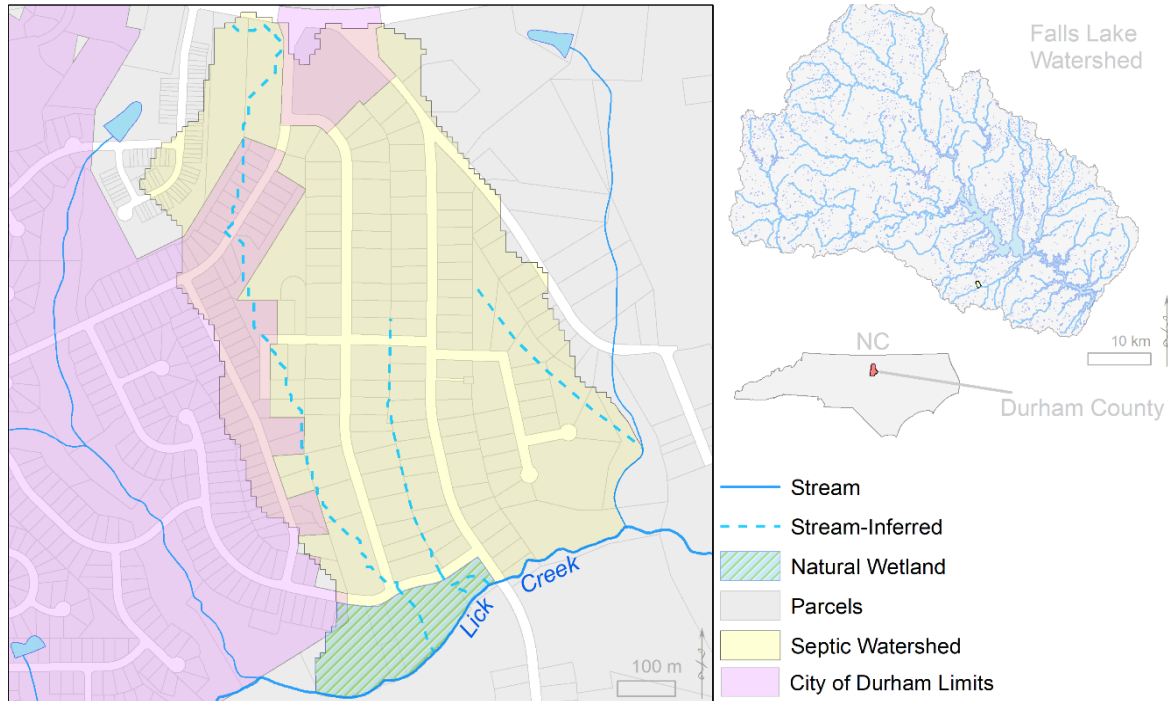 Falls Lake
Watershed
10 km
NC
Durham County
Lick Creek
100 m
Stream
Stream-Inferred
Natural Wetland
Parcels
Septic Watershed
City of Durham Limits